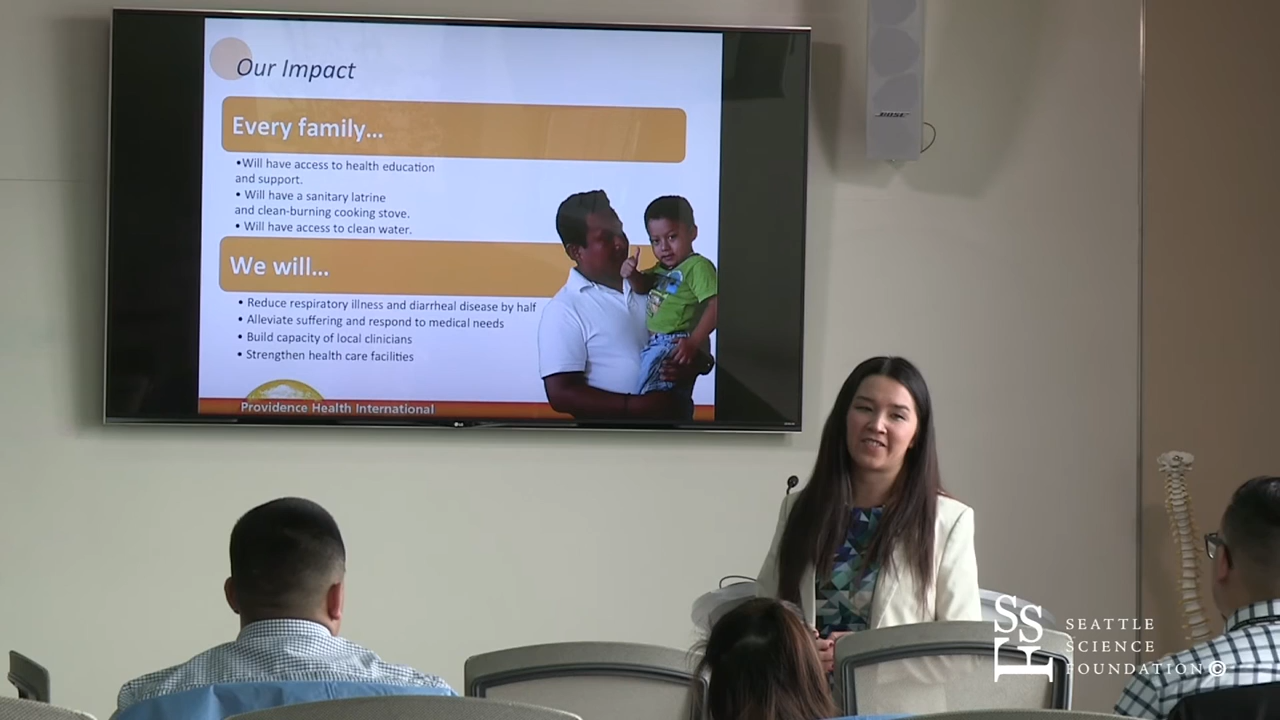 Our Impact
Every family...
•Will have access to health education
and support.
• Will have a sanitary latrine
and clean-burning cooking stove.
• Will have access to clean water.
We will...
• Reduce respiratory illness and diarrheal disease by half
• Alleviate suffering and respond to medical needs
• Build capacity of local clinicians
• Strengthen health care facilities
Providence Health International
BOSE
LG
SSF
SEATTLE
SCIENCE
FOUNDATION©